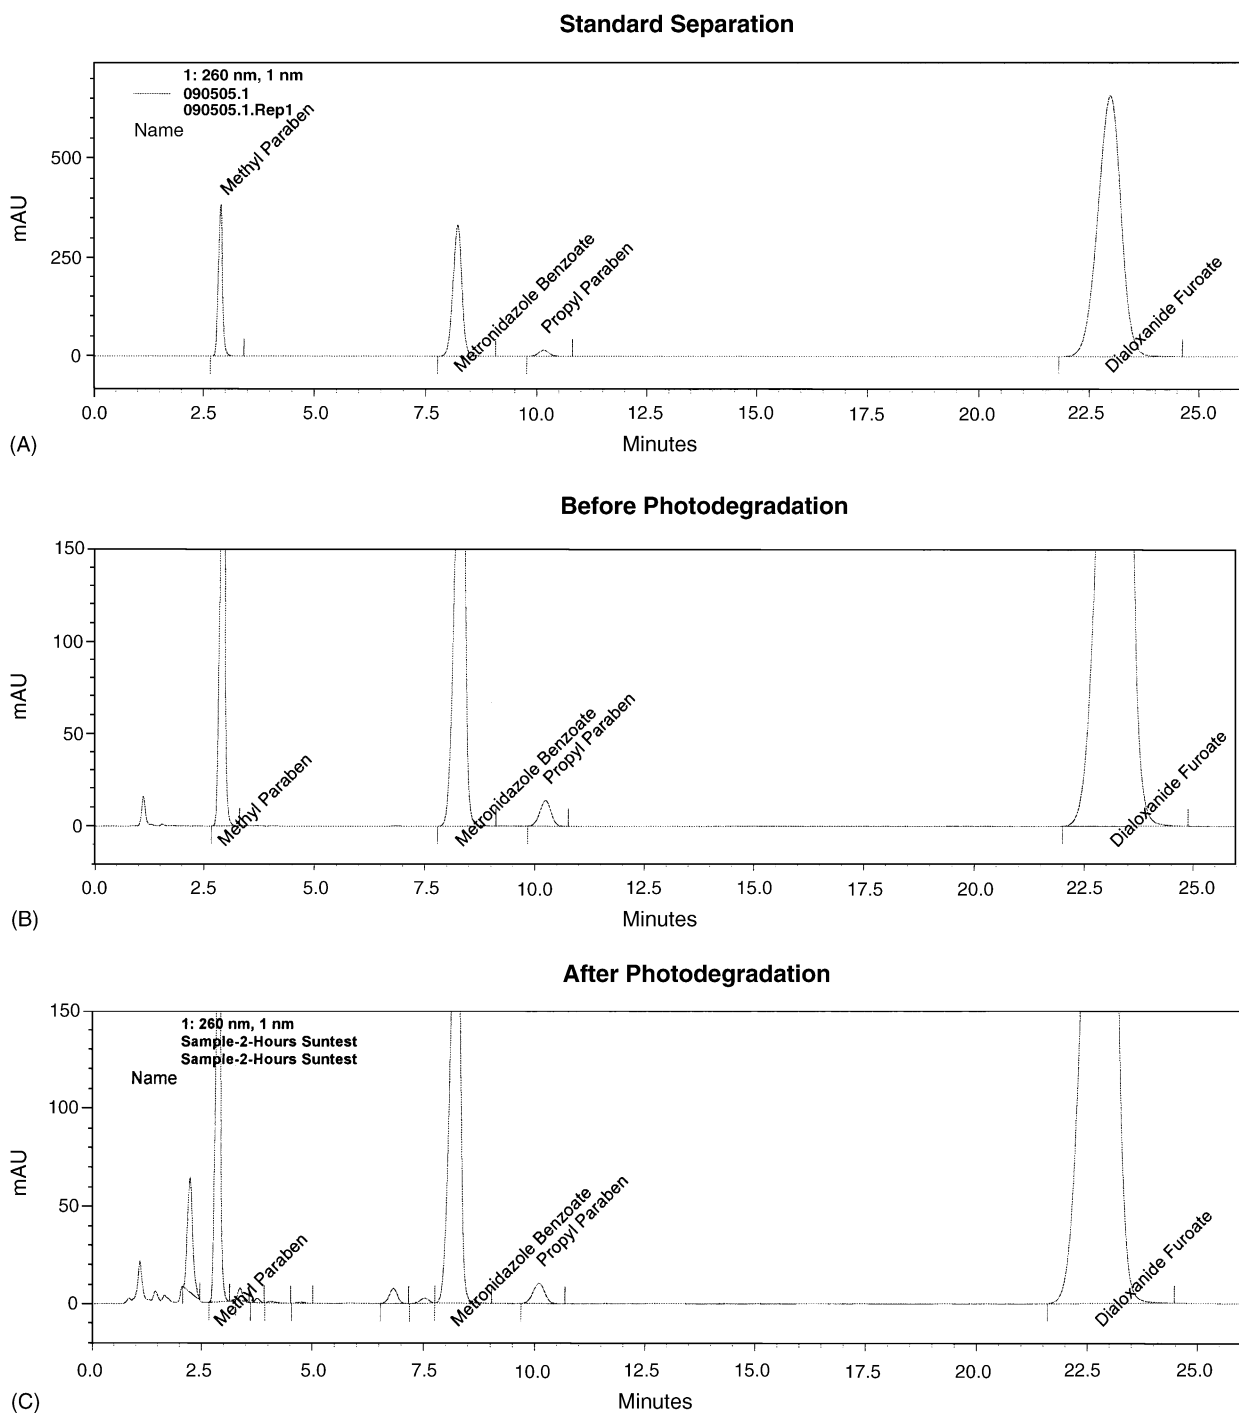 Standard Separation
1: 260 nm, 1 nm
090505.1
090505.1.Rep1
Name
Methyl Paraben
Metronidazole Benzoate
Propyl Paraben
Dialoxanide Furoate
mAU
500
250
0
0.0 2.5 5.0 7.5 10.0 12.5 15.0 17.5 20.0 22.5 25.0
Minutes
(A)
Before Photodegradation
mAU
150
100
50
0
Methyl Paraben
Metronidazole Benzoate
Propyl Paraben
Dialoxanide Furoate
0.0 2.5 5.0 7.5 10.0 12.5 15.0 17.5 20.0 22.5 25.0
Minutes
(B)
After Photodegradation
1: 260 nm, 1 nm
Sample-2-Hours Suntest
Sample-2-Hours Suntest
Name
mAU
150
100
50
0
Methyl Paraben
Metronidazole Benzoate
Propyl Paraben
Dialoxanide Furoate
0.0 2.5 5.0 7.5 10.0 12.5 15.0 17.5 20.0 22.5 25.0
Minutes
(C)